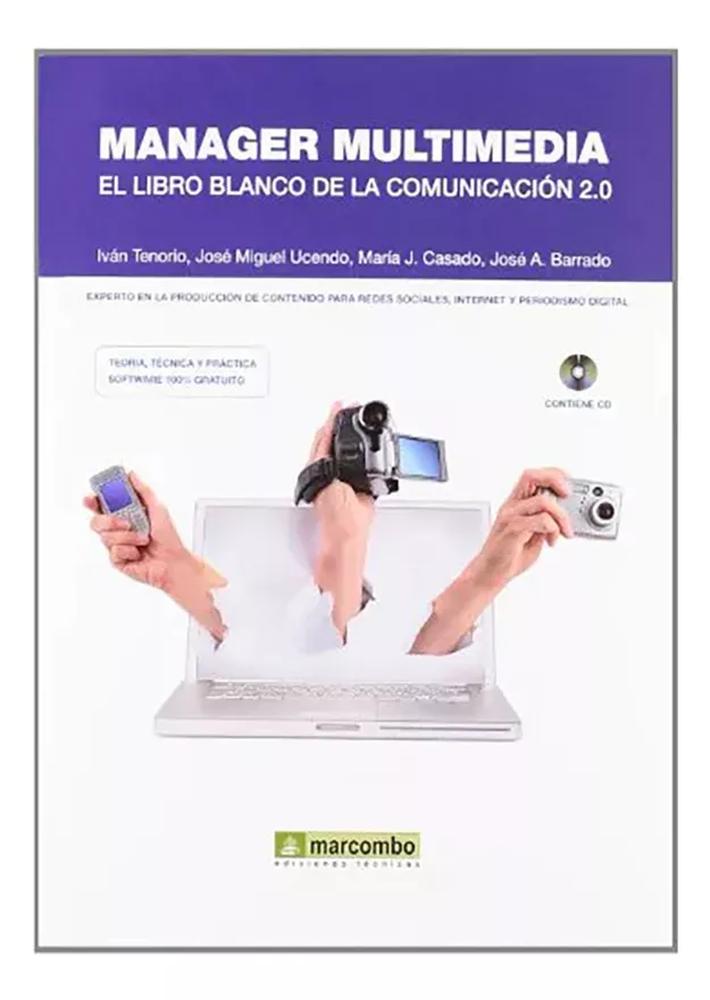 MANAGER MULTIMEDIA
EL LIBRO BLANCO DE LA COMUNICACIÓN 2.0
Iván Tenorio, José Miguel Ucendo, María J. Casado, José A. Barrado
EXPERTO EN LA PRODUCCIÓN DE CONTENIDO PARA REDES SOCIALES, INTERNET Y PERIODISMO DIGITAL
TEORÍA, TÉCNICA Y PRÁCTICA
SOFTWARE 100% GRATUITO
CONTIENE CD
marcombo
ediciones técnicas